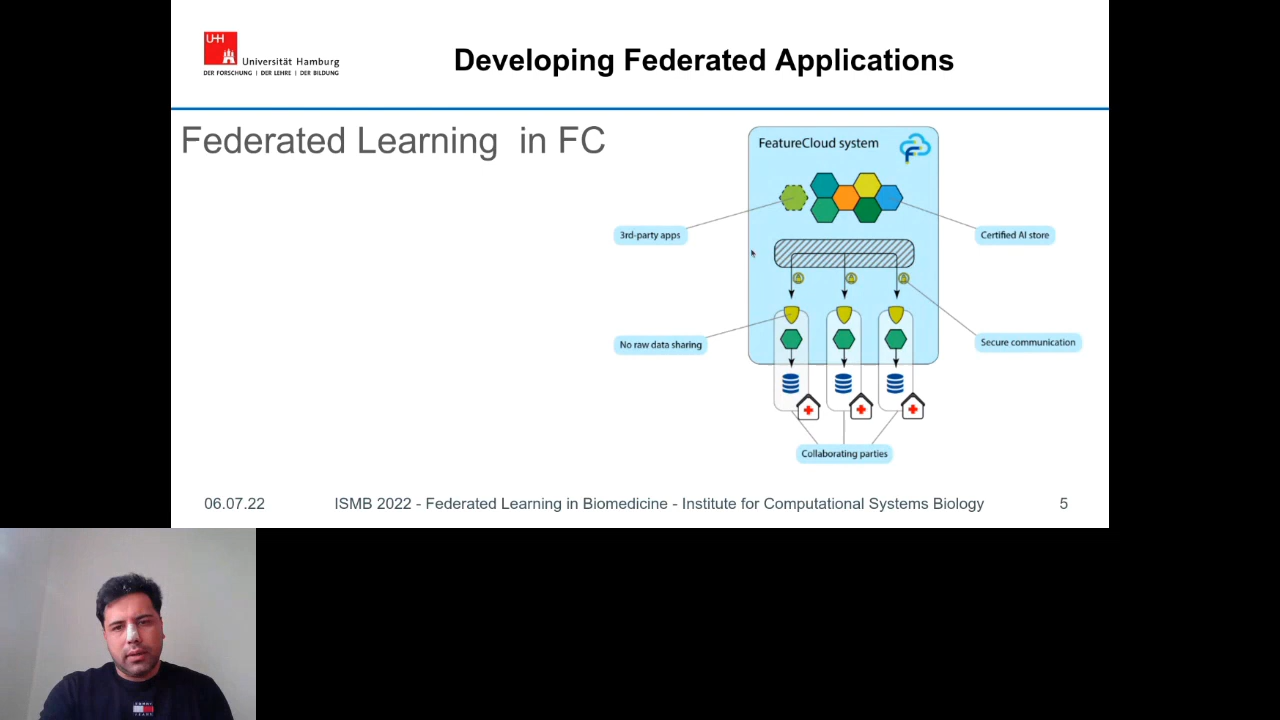 UHH
Universität Hamburg
DER FORSCHUNG | DER LEHRE | DER BILDUNG
Developing Federated Applications
Federated Learning in FC
FeatureCloud system
3rd-party apps
Certified AI store
No raw data sharing
Secure communication
Collaborating parties
06.07.22
ISMB 2022 - Federated Learning in Biomedicine - Institute for Computational Systems Biology
5